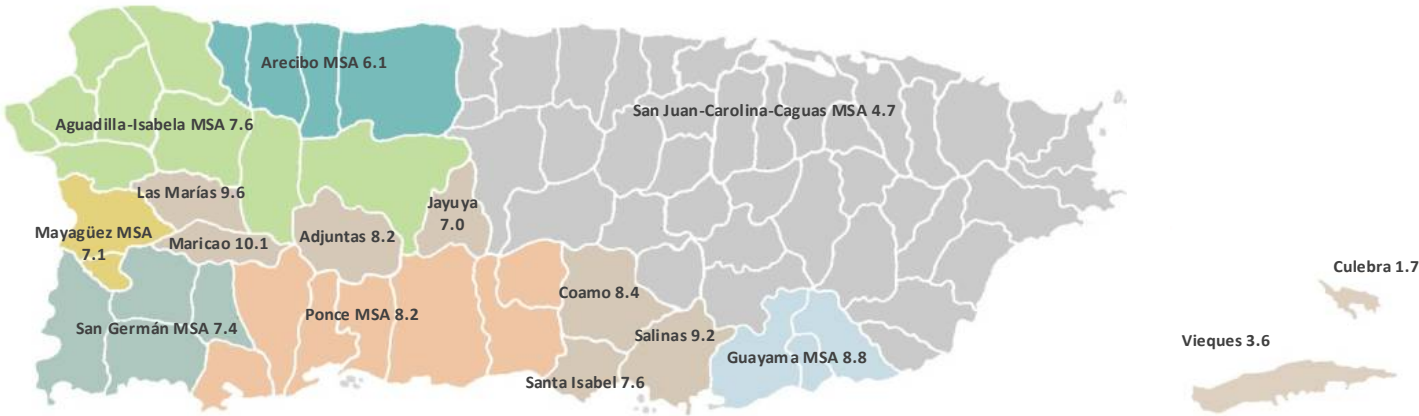 Arecibo MSA 6.1
San Juan-Carolina-Caguas MSA 4.7
Aguadilla-Isabela MSA 7.6
Las Marías 9.6
Jayuya
7.0
Mayagüez MSA
7.1
Maricao 10.1
Adjuntas 8.2
Culebra 1.7
Coamo 8.4
Ponce MSA 8.2
San Germán MSA 7.4
Salinas 9.2
Vieques 3.6
Guayama MSA 8.8
Santa Isabel 7.6